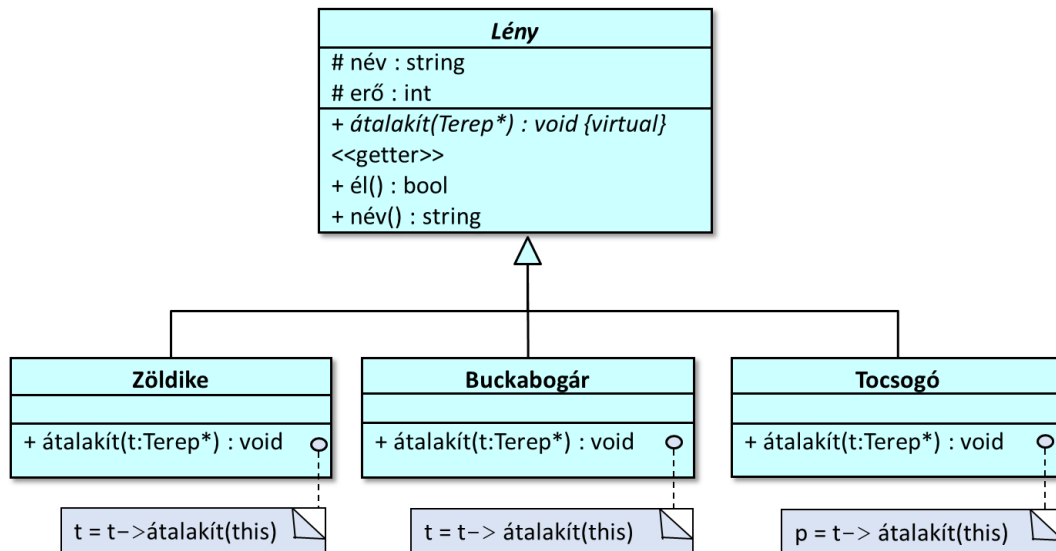 Lény
# név : string
# erő : int
+ átalakít(Terep*) : void {virtual}
<<getter>>
+ él() : bool
+ név() : string
Zöldike
+ átalakít(t:Terep*) : void
t = t−>átalakít(this)
Buckabogár
+ átalakít(t:Terep*) : void
t = t−> átalakít(this)
Tocsogó
+ átalakít(t:Terep*) : void
p = t−> átalakít(this)